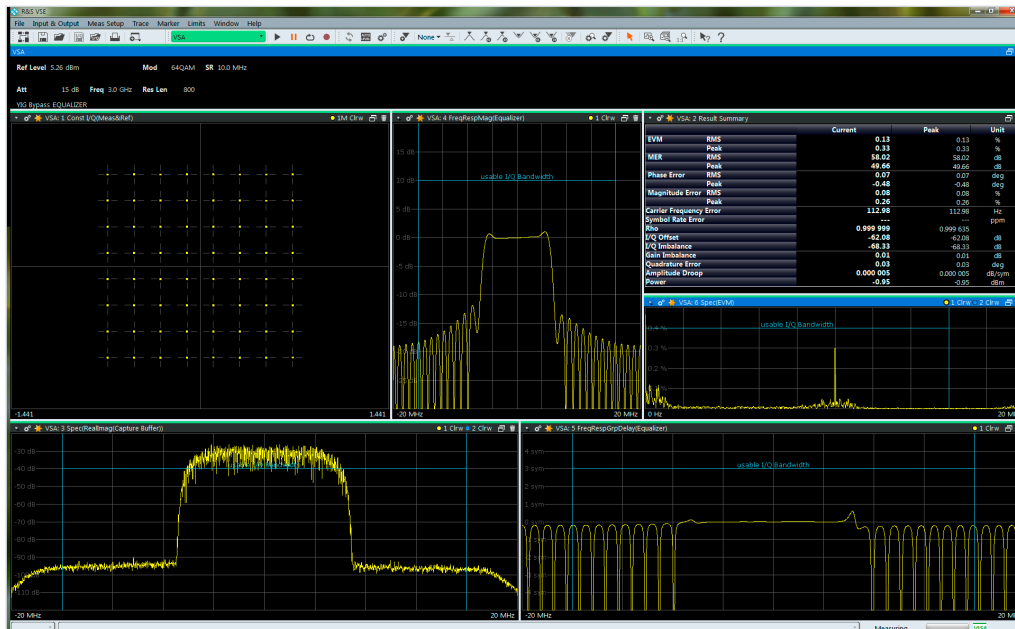 R&S VSE
File Input & Output Meas Setup Trace Marker Limits Window Help
VSA None
VSA
Ref Level 5.26 dBm Mod 64QAM SR 10.0 MHz
Att 15 dB Freq 3.0 GHz Res Len 800
YIG Bypass EQUALIZER
VSA: 1 Const I/Q(Meas&Ref) 1M Clrw
-1.441 1.441
VSA: 4 FreqRespMag(Equalizer) 1 Clrw
usable I/Q Bandwidth
15 dB
10 dB
5 dB
0 dB
-5 dB
-10 dB
-15 dB
-20 MHz 20 MHz
VSA: 2 Result Summary
Current Peak Unit
EVM RMS 0.13 0.13 %
Peak 0.33 0.33 %
MER RMS 58.02 58.02 dB
Peak 49.66 49.66 dB
Phase Error RMS 0.07 0.07 deg
Peak -0.48 -0.48 deg
Magnitude Error RMS 0.08 0.08 %
Peak 0.26 0.26 %
Carrier Frequency Error 112.98 112.98 Hz
Symbol Rate Error --- --- ppm
Rho 0.999 999 0.999 635
I/Q Offset -62.08 -62.08 dB
I/Q Imbalance -68.33 -68.33 dB
Gain Imbalance 0.01 0.01 dB
Quadrature Error 0.03 0.03 deg
Amplitude Droop 0.000 005 0.000 005 dB/sym
Power -0.95 -0.95 dBm
VSA: 6 Spec(EVM) 1 Clrw 2 Clrw
usable I/Q Bandwidth
0.4 %
0.3 %
0.2 %
0 Hz 20 M
VSA: 3 Spec(RealImag(Capture Buffer)) 1 Clrw 2 Clrw
-30 dB
-40 dB
-50 dB
-60 dB
-70 dB
-80 dB
-90 dB
-110 dB
-20 MHz 20 MHz
VSA: 5 FreqRespGrpDelay(Equalizer) 1 Clrw
usable I/Q Bandwidth
4 sym
3 sym
2 sym
1 sym
-20 MHz 20 M
Measuring VSA